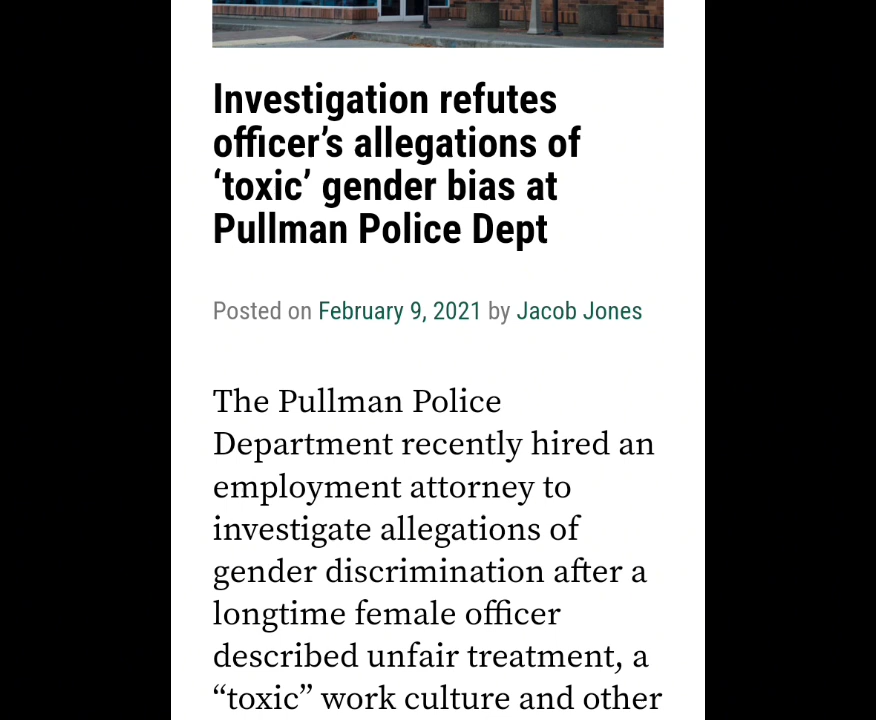 Investigation refutes
officer’s allegations of
‘toxic’ gender bias at
Pullman Police Dept
Posted on February 9, 2021 by Jacob Jones
The Pullman Police
Department recently hired an
employment attorney to
investigate allegations of
gender discrimination after a
longtime female officer
described unfair treatment, a
“toxic” work culture and other